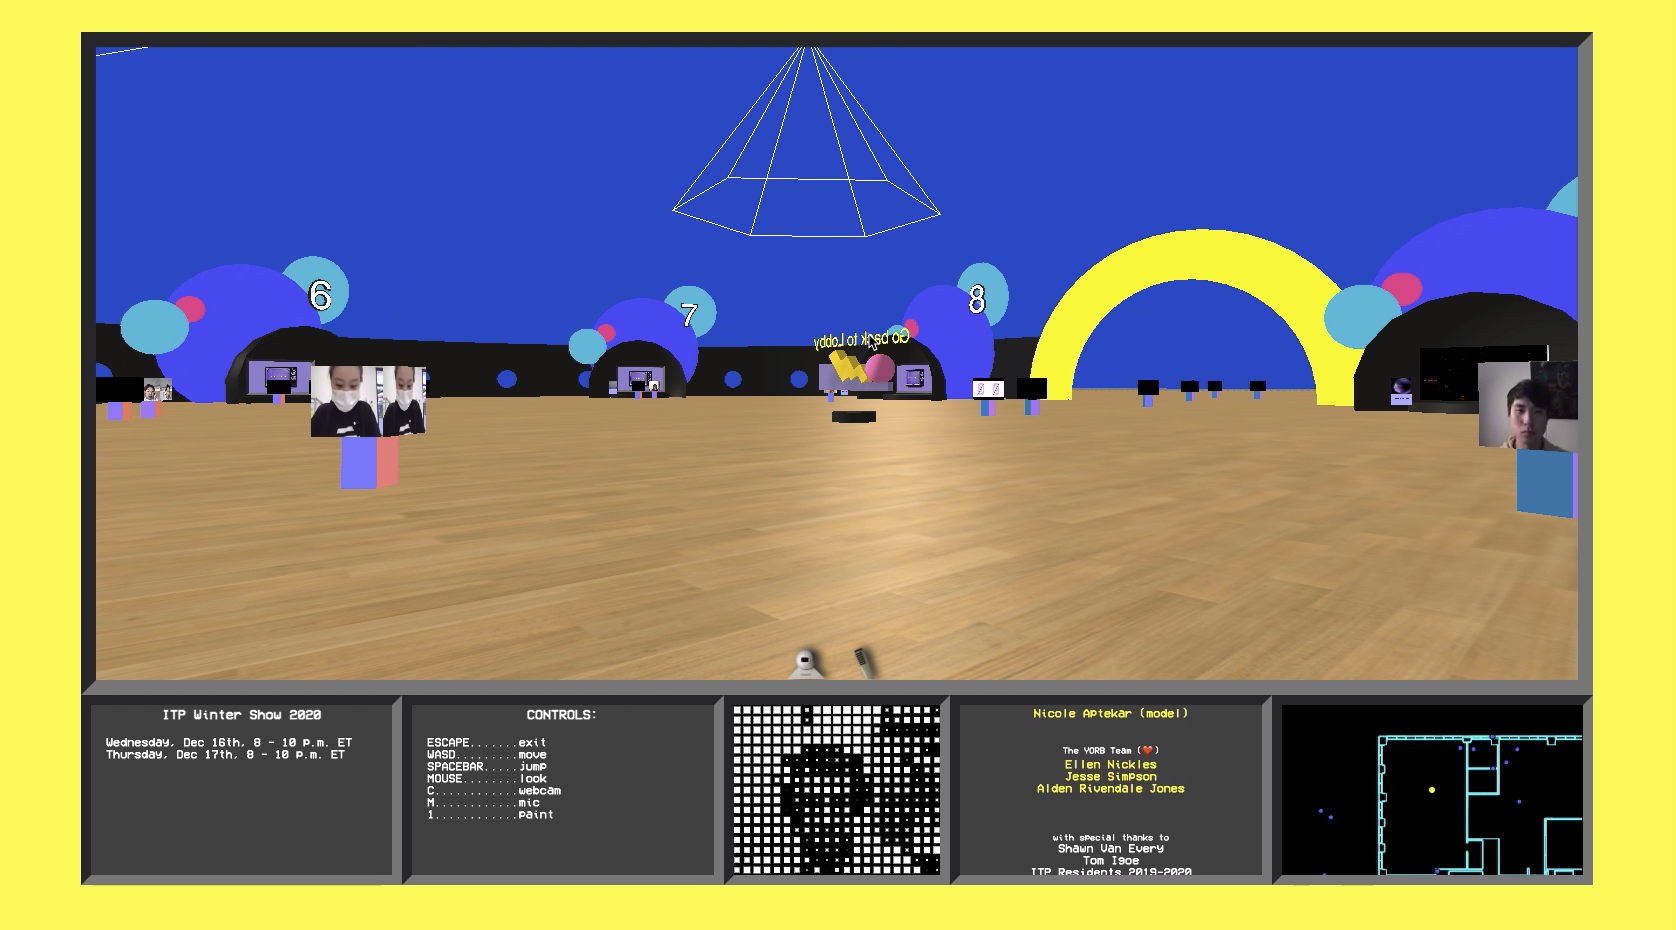 6
7
8
Go back to Lobby
ITP Winter Show 2020
Wednesday, Dec 16th, 8 - 10 p.m. ET
Thursday, Dec 17th, 8 - 10 p.m. ET
CONTROLS:
ESCAPE.......exit
WASD.........move
SPACEBAR.....jump
MOUSE........look
C............webcam
M............mic
1............paint
Nicole Aptekar (model)
The YORB Team (❤️)
Ellen Nickles
Jesse Simpson
Aidan Rivendale Jones
with special thanks to
Shawn Van Every
Tom Igoe
ITP Residents 2019-2020